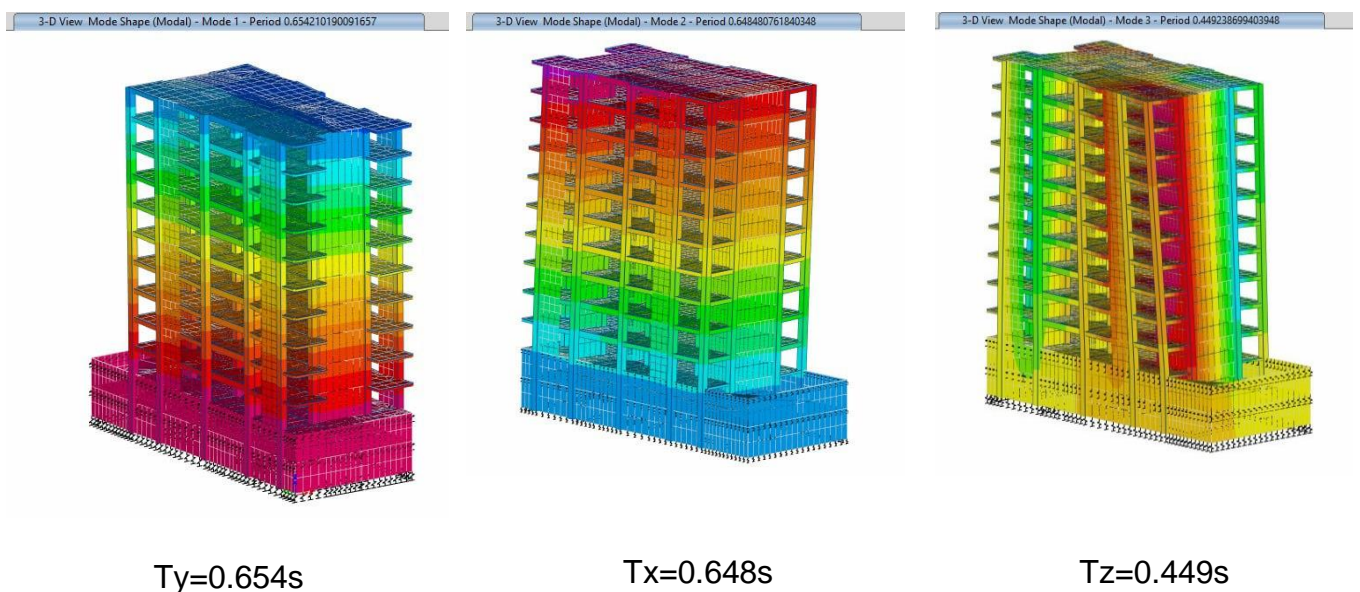 3-D View Mode Shape (Modal) - Mode 1 - Period 0.654210190091657
3-D View Mode Shape (Modal) - Mode 2 - Period 0.648480761840348
3-D View Mode Shape (Modal) - Mode 3 - Period 0.449238699403948
Ty=0.654s
Tx=0.648s
Tz=0.449s